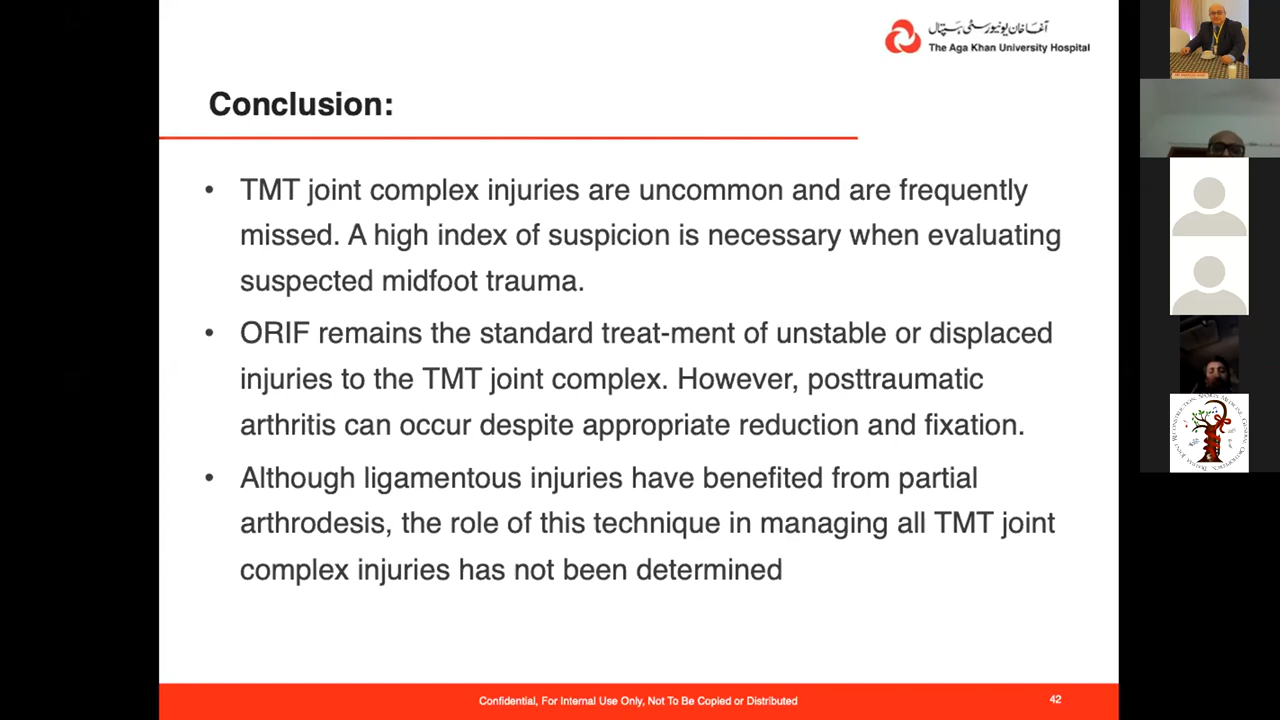 آغا خان یونیورسٹی ہسپتال
The Aga Khan University Hospital
Conclusion:
• TMT joint complex injuries are uncommon and are frequently
missed. A high index of suspicion is necessary when evaluating
suspected midfoot trauma.
• ORIF remains the standard treat-ment of unstable or displaced
injuries to the TMT joint complex. However, posttraumatic
arthritis can occur despite appropriate reduction and fixation.
• Although ligamentous injuries have benefited from partial
arthrodesis, the role of this technique in managing all TMT joint
complex injuries has not been determined
Confidential, For Internal Use Only, Not To Be Copied or Distributed
42